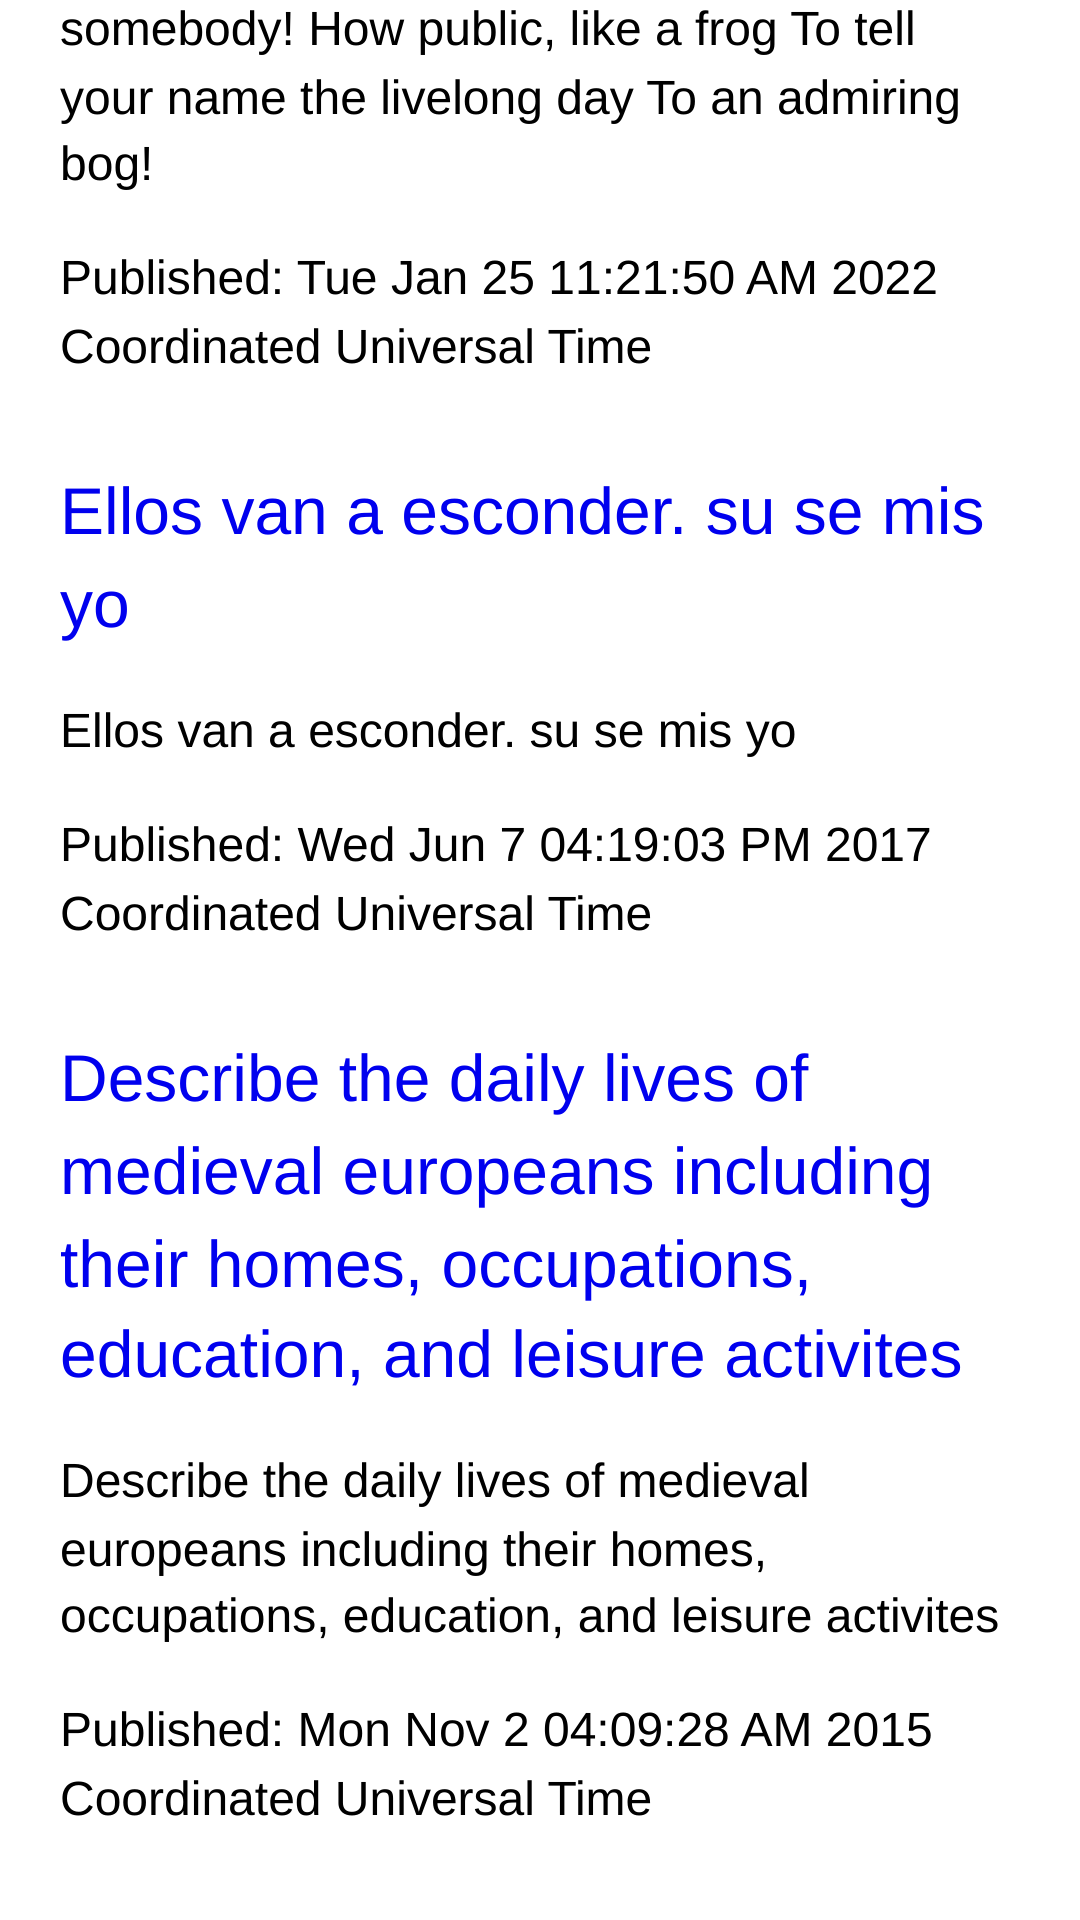 somebody! How public, like a frog To tell
your name the livelong day To an admiring
bog!
Published: Tue Jan 25 11:21:50 AM 2022
Coordinated Universal Time
Ellos van a esconder. su se mis
yo
Ellos van a esconder. su se mis yo
Published: Wed Jun 7 04:19:03 PM 2017
Coordinated Universal Time
Describe the daily lives of
medieval europeans including
their homes, occupations,
education, and leisure activites
Describe the daily lives of medieval
europeans including their homes,
occupations, education, and leisure activites
Published: Mon Nov 2 04:09:28 AM 2015
Coordinated Universal Time